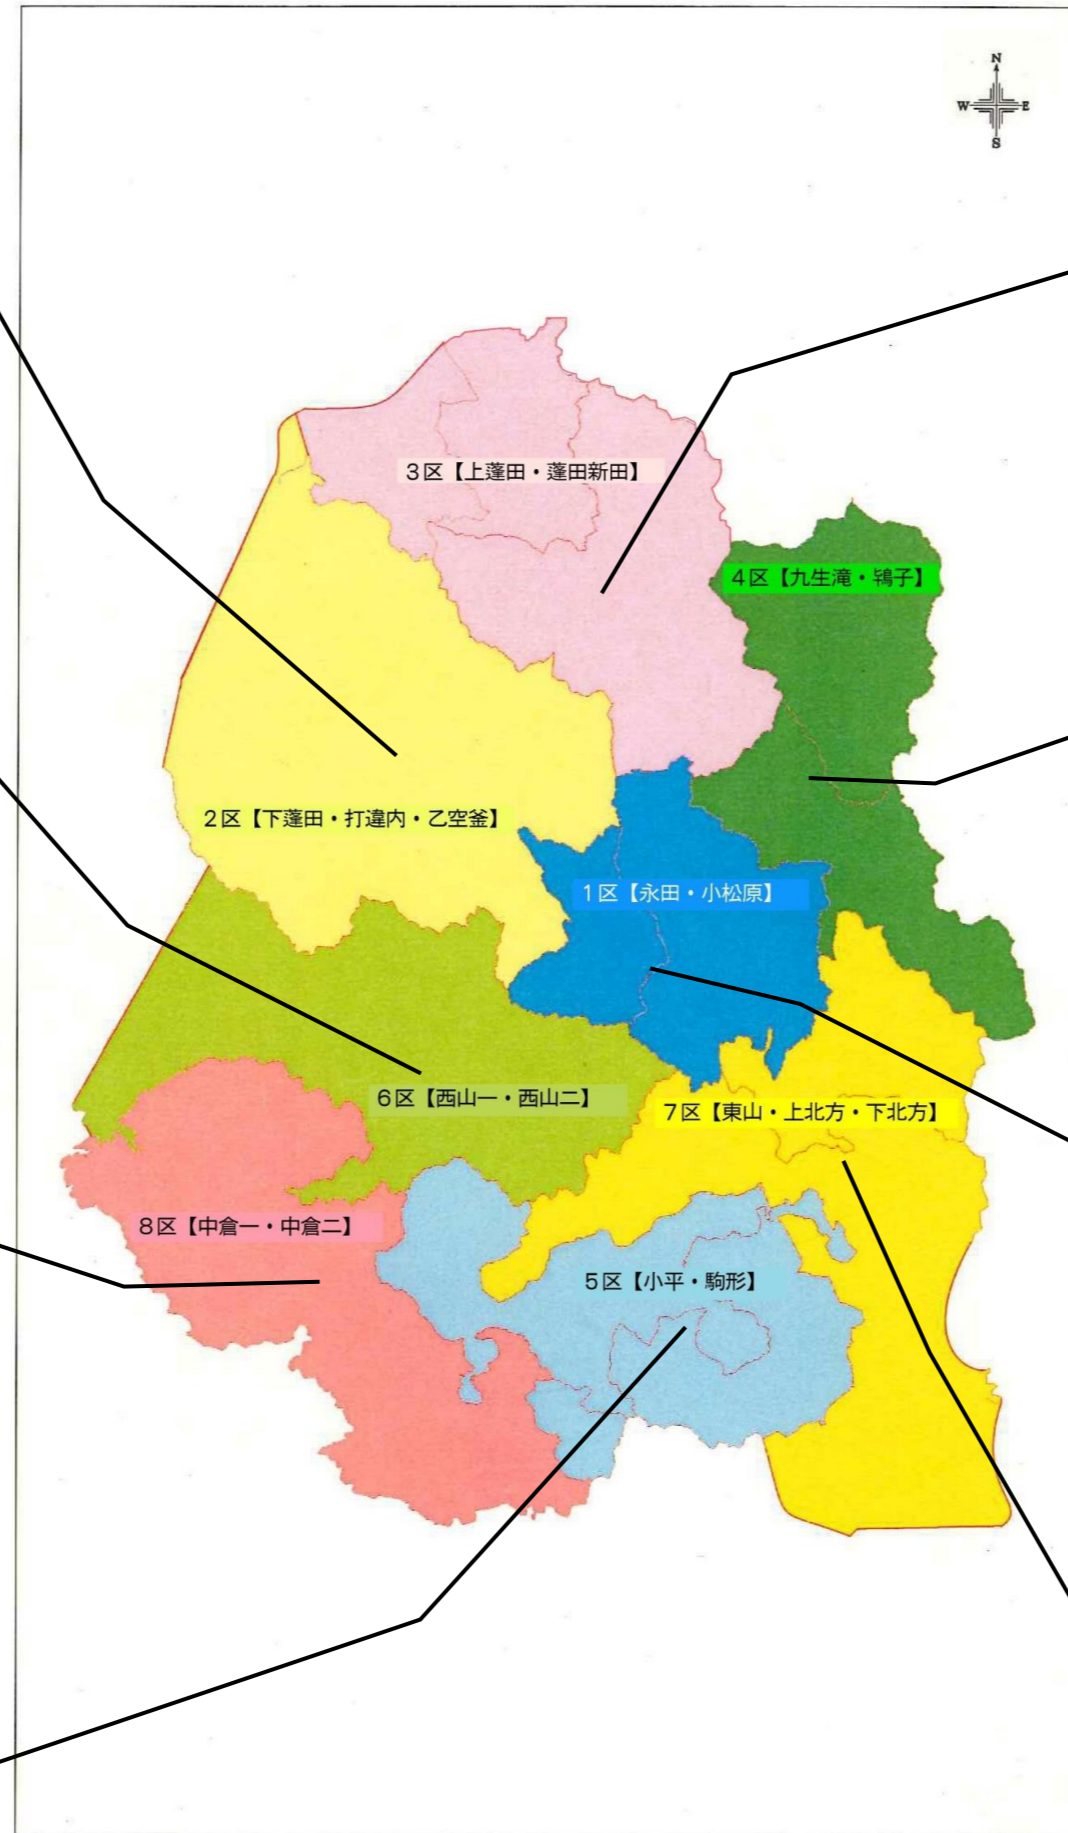 N
W E
S
3区【上蓬田・蓬田新田】
4区【九生滝・鴇子】
2区【下蓬田・打違内・乙空釜】
1区【永田・小松原】
6区【西山一・西山二】
7区【東山・上北方・下北方】
8区【中倉一・中倉二】
5区【小平・駒形】